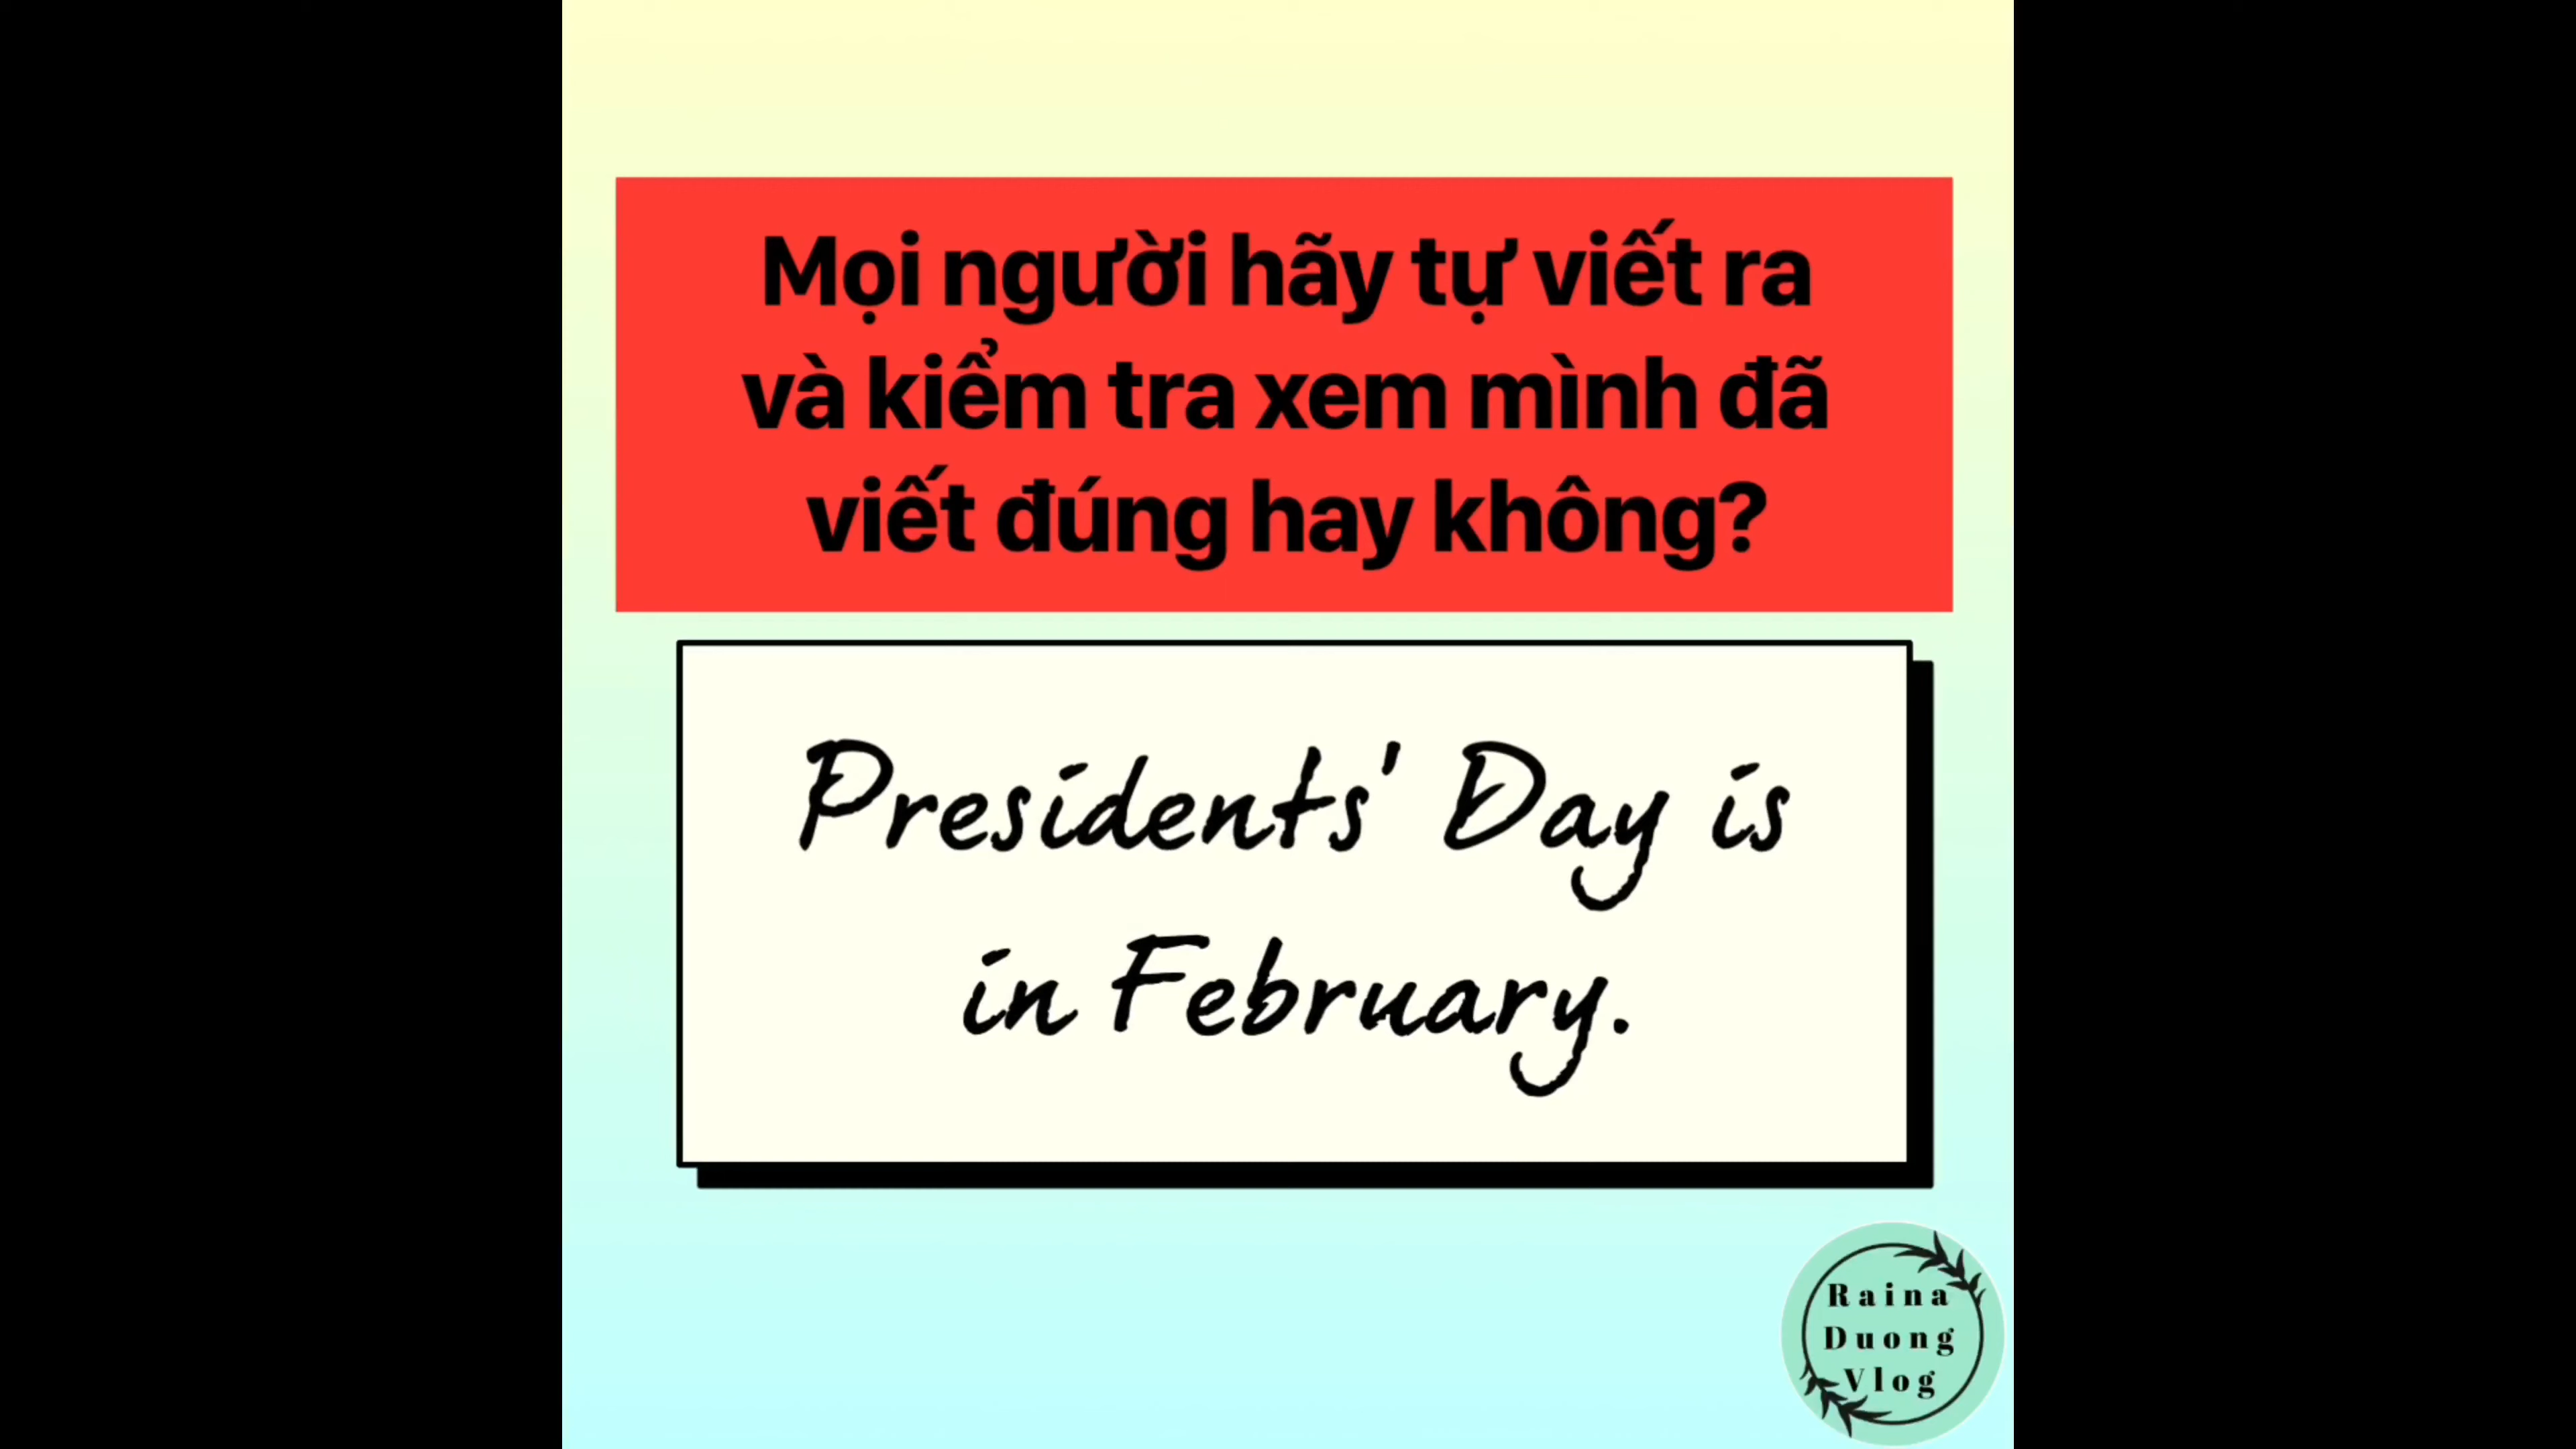 Mọi người hãy tự viết ra
và kiểm tra xem mình đã
viết đúng hay không?
Presidents' Day is
in February.
Raina
Duong
Vlog